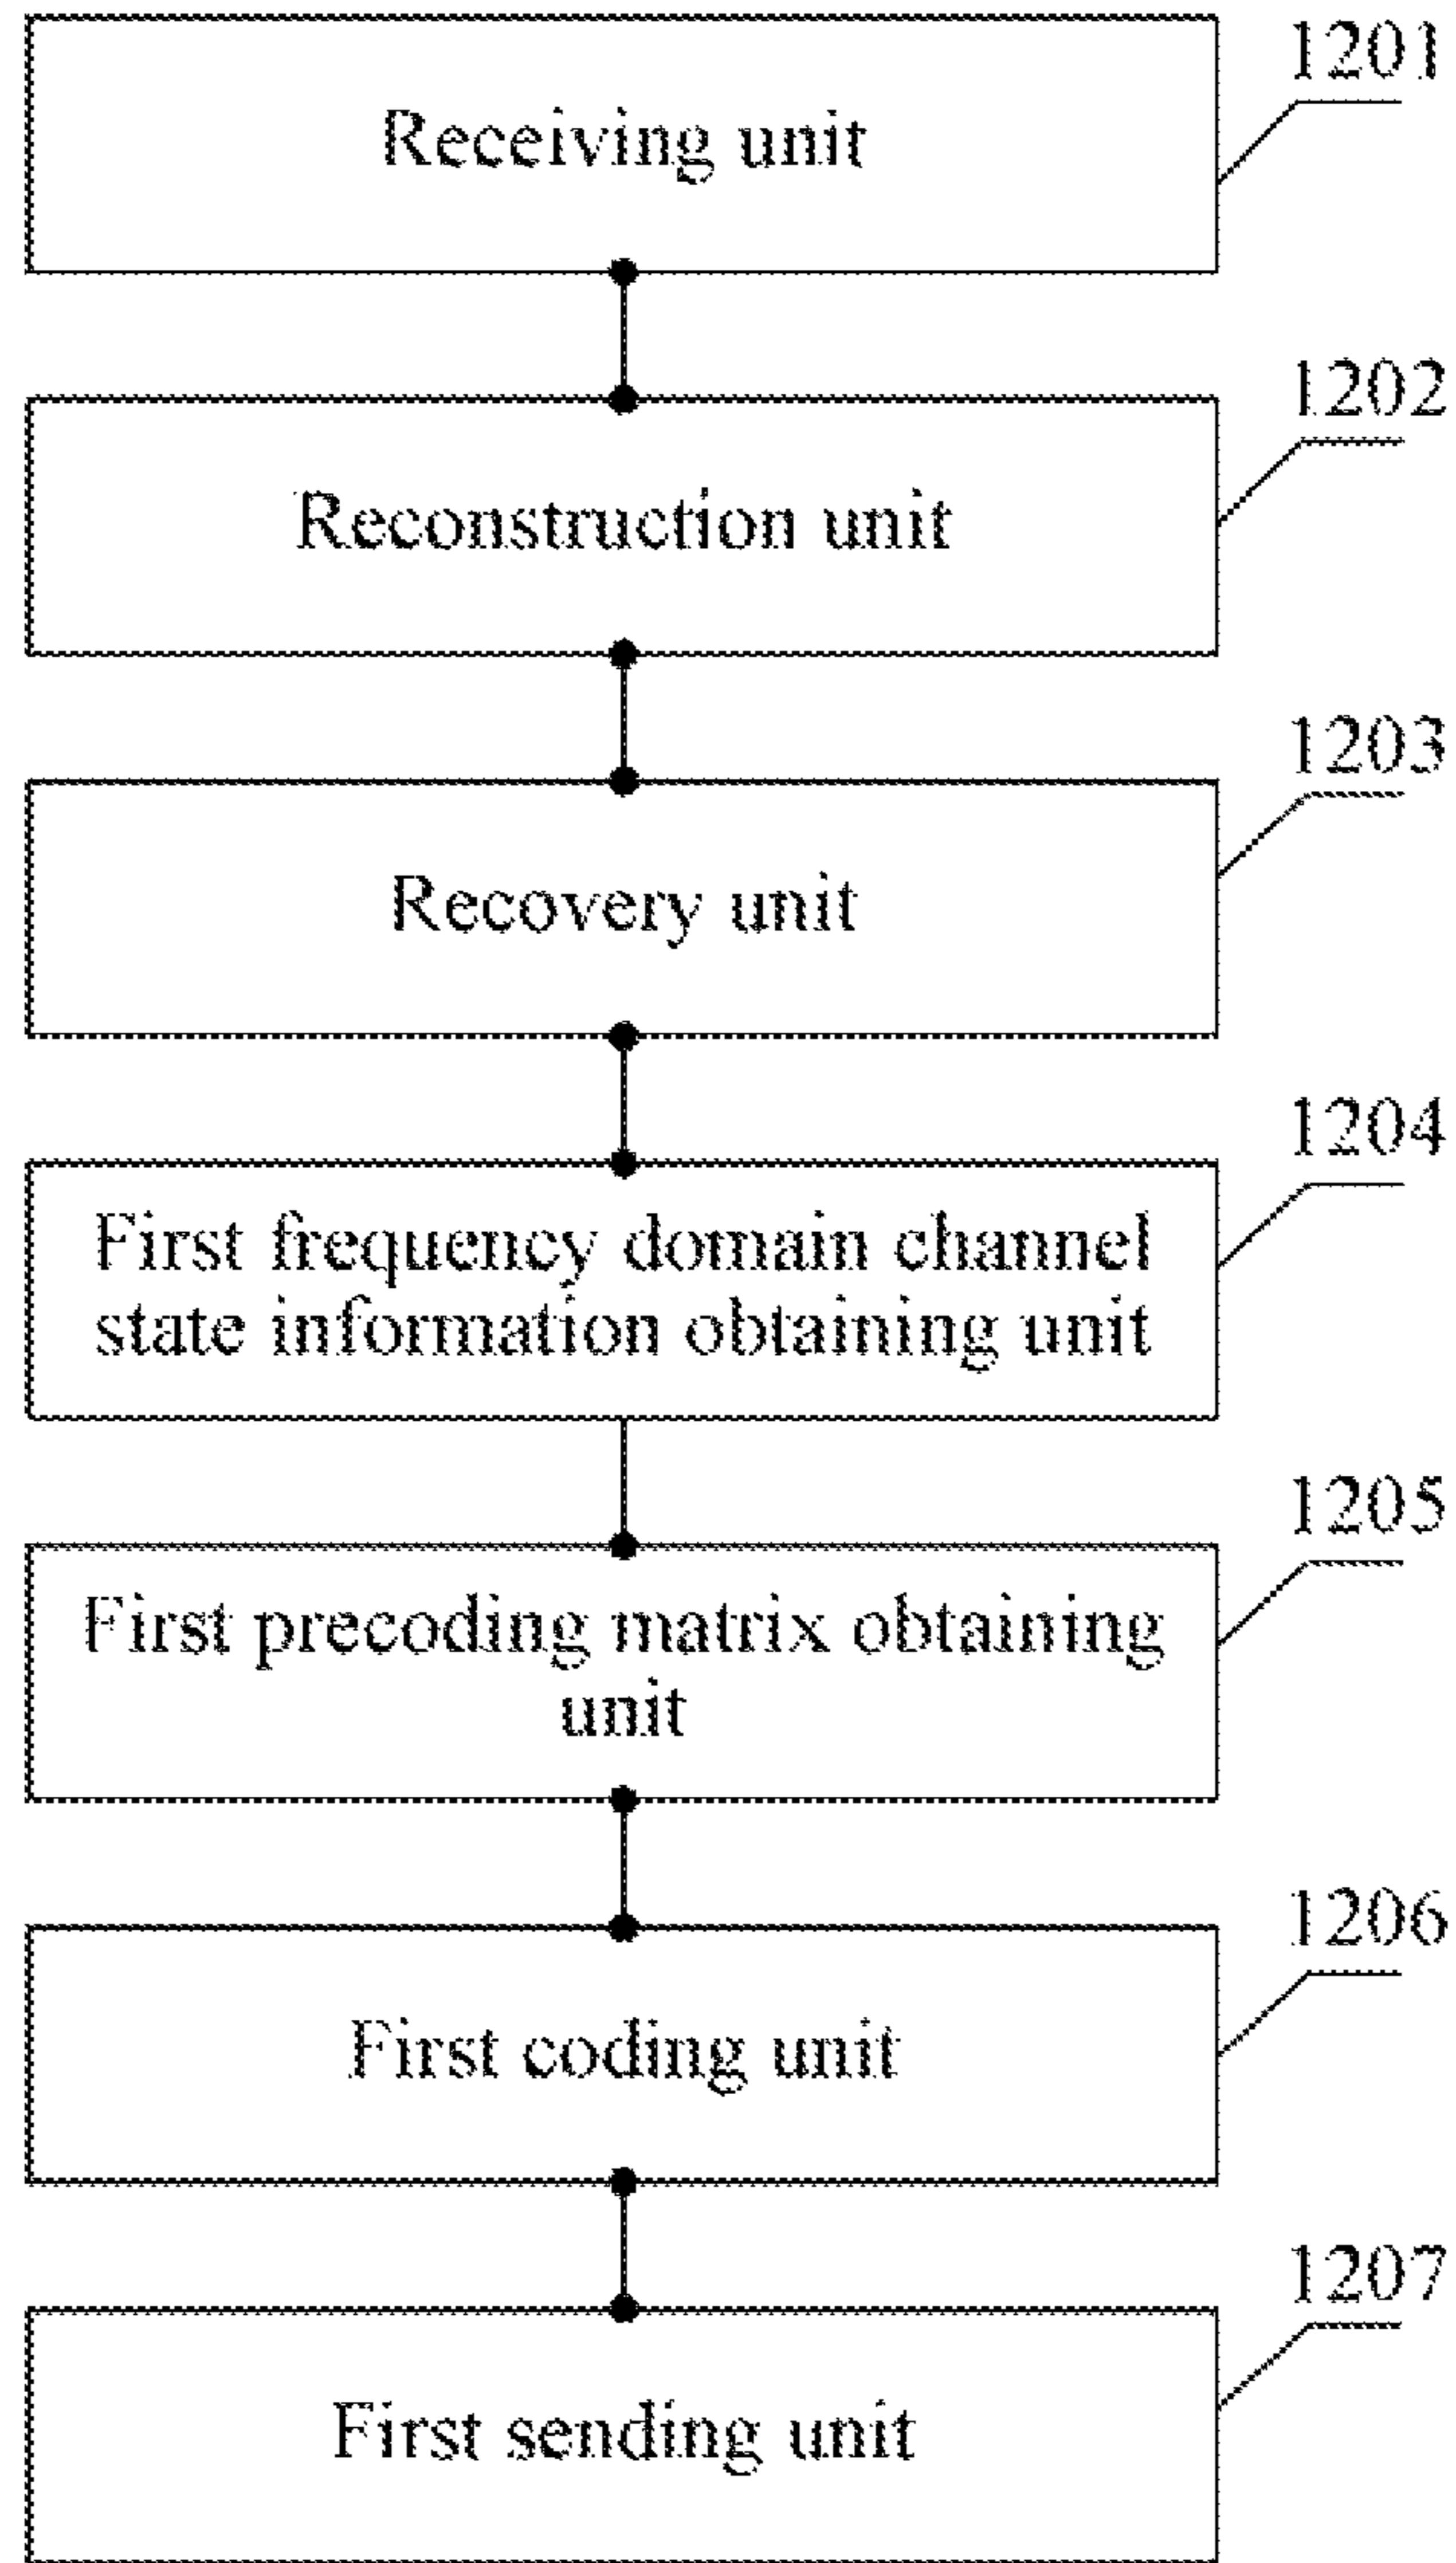 1201
Receiving unit
1202
Reconstruction unit
1203
Recovery unit
1204
First frequency domain channel
state information obtaining unit
1205
First precoding matrix obtaining
unit
1206
First coding unit
1207
First sending unit